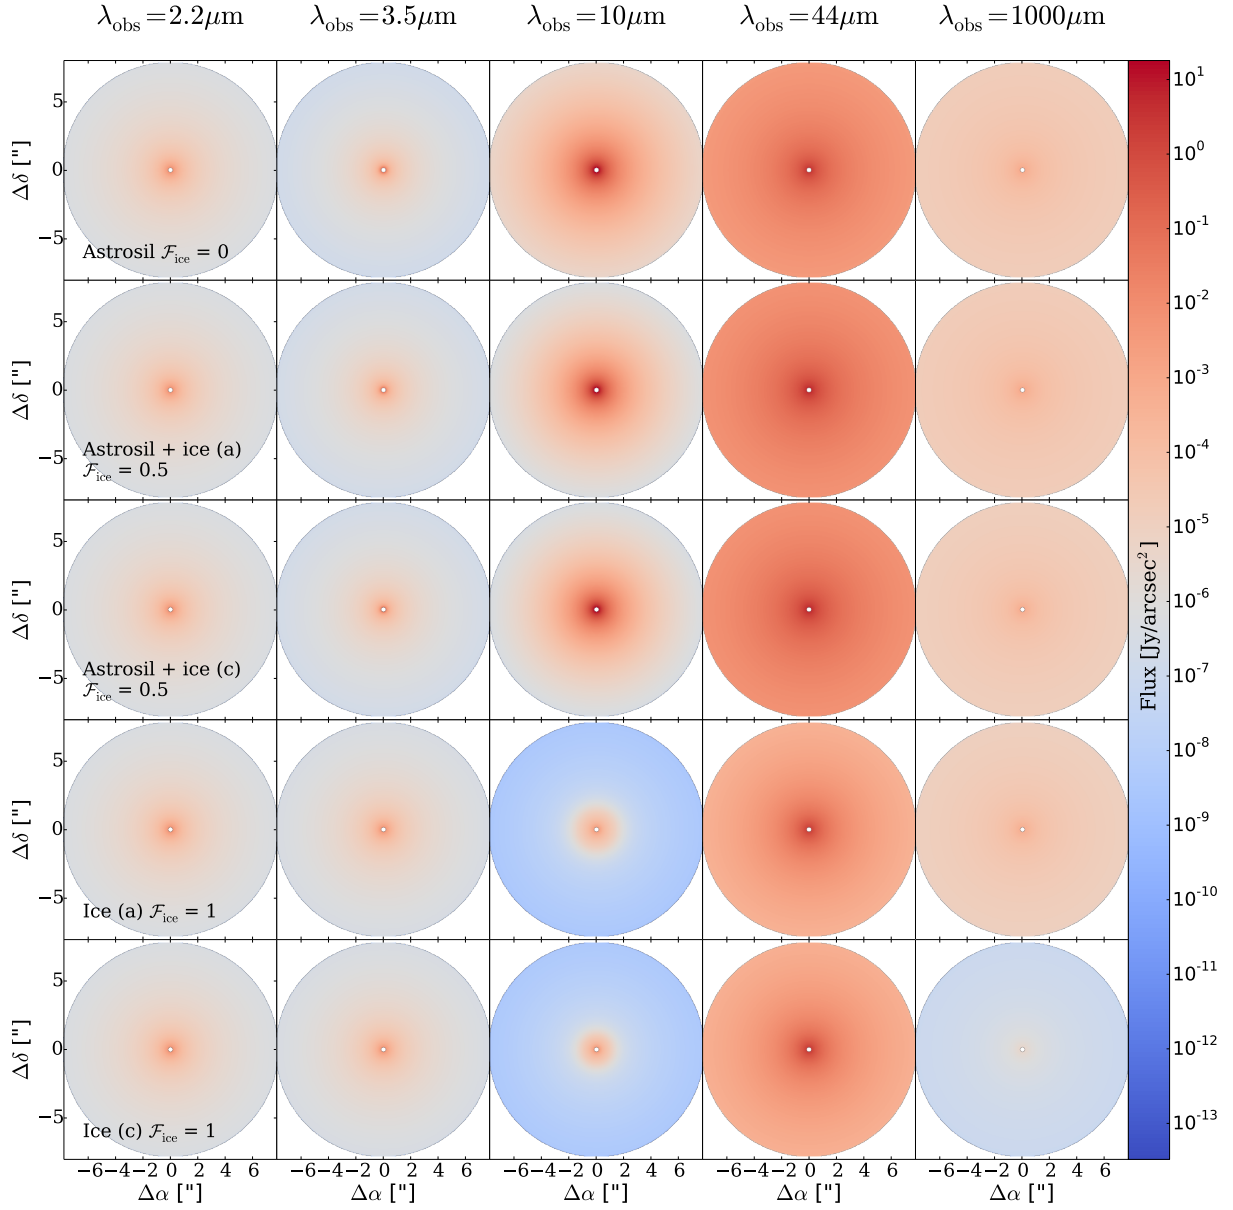 λobs=2.2μm λobs=3.5μm λobs=10μm λobs=44μm λobs=1000μm
5
0
−5
Δδ ["]
Astrosil ℱice = 0
5
0
−5
Δδ ["]
Astrosil + ice (a)
ℱice = 0.5
5
0
−5
Δδ ["]
Astrosil + ice (c)
ℱice = 0.5
5
0
−5
Δδ ["]
Ice (a) ℱice = 1
5
0
−5
Δδ ["]
Ice (c) ℱice = 1
−6 −4 −2 0 2 4 6 −6 −4 −2 0 2 4 6 −6 −4 −2 0 2 4 6 −6 −4 −2 0 2 4 6 −6 −4 −2 0 2 4 6
Δα ["] Δα ["] Δα ["] Δα ["] Δα ["]
10^1
10^0
10^-1
10^-2
10^-3
10^-4
10^-5
10^-6
10^-7
10^-8
10^-9
10^-10
10^-11
10^-12
10^-13
Flux [Jy/arcsec^2]